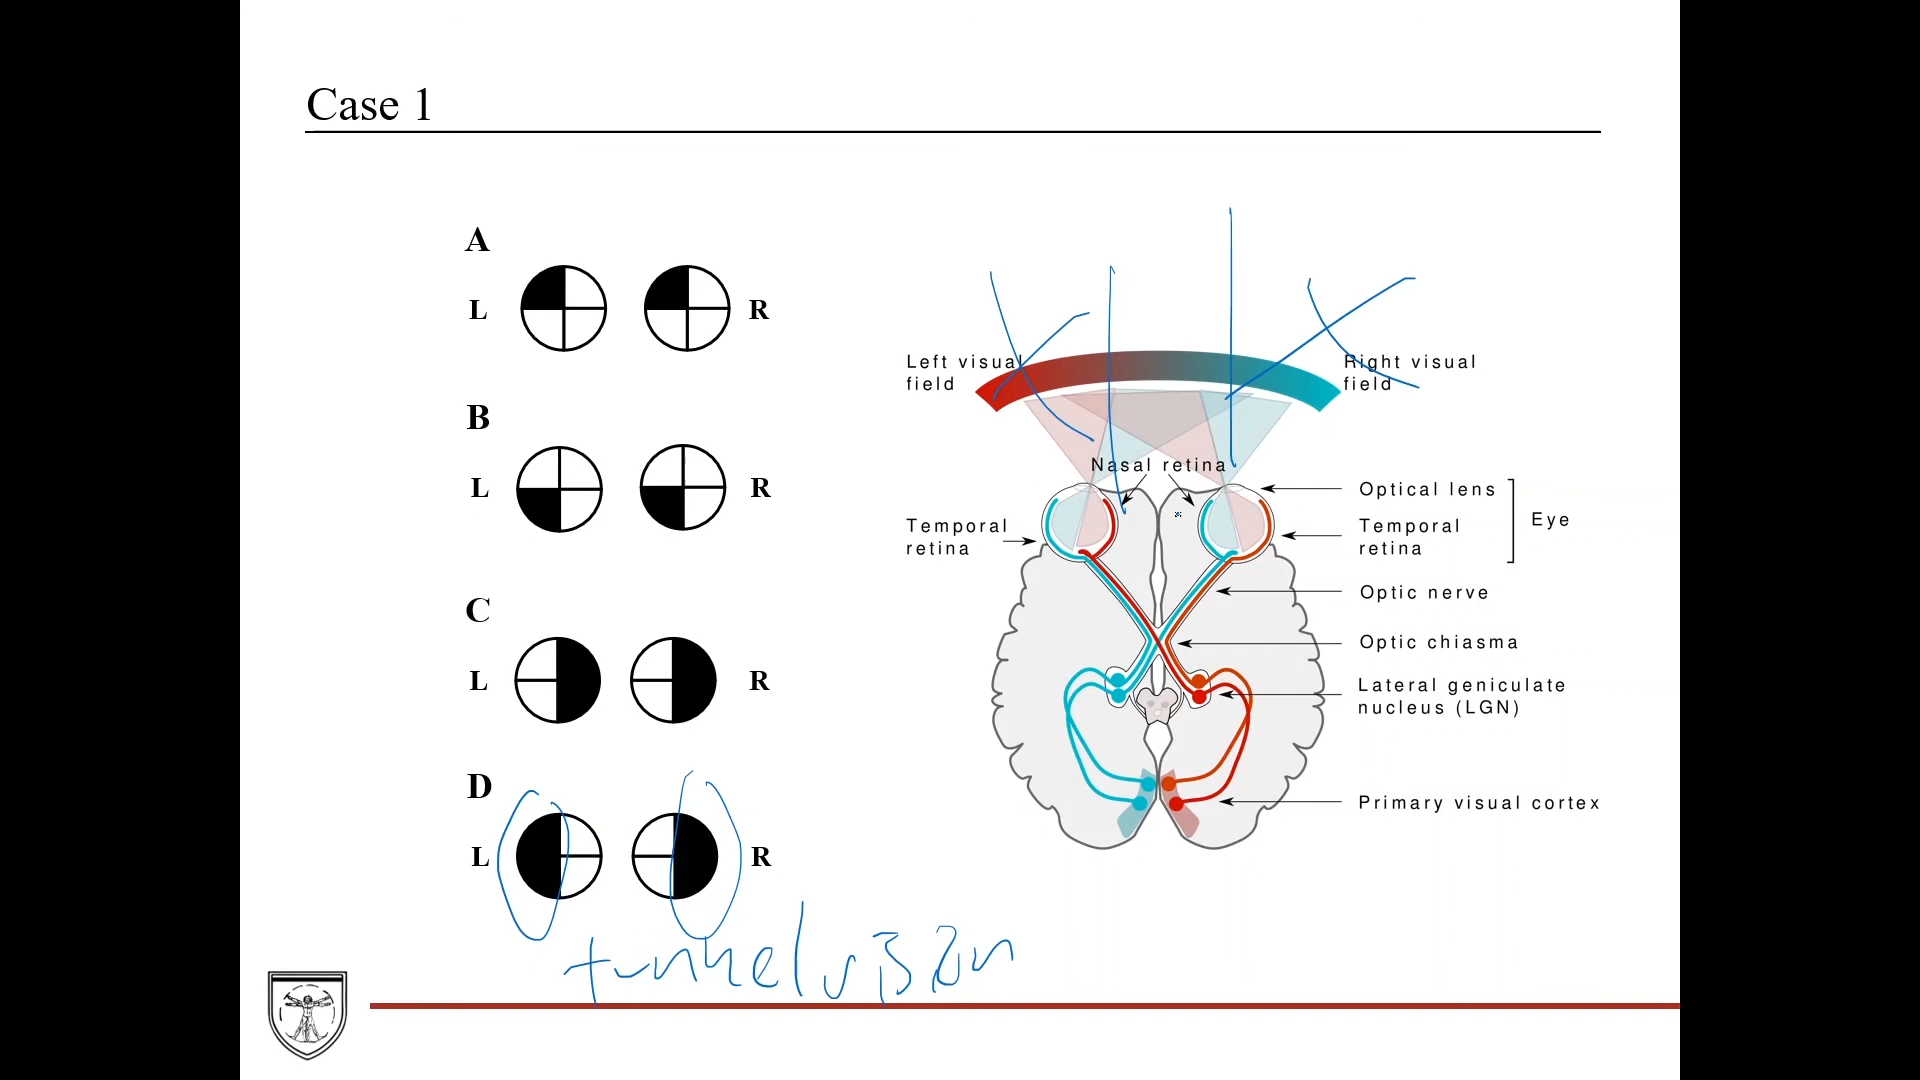 Case 1
A
L R
B
L R
C
L R
D
L R
tunnel vision
Left visual
field
Right visual
field
Nasal retina
Temporal
retina
Optical lens
Temporal
retina
Eye
Optic nerve
Optic chiasma
Lateral geniculate
nucleus (LGN)
Primary visual cortex